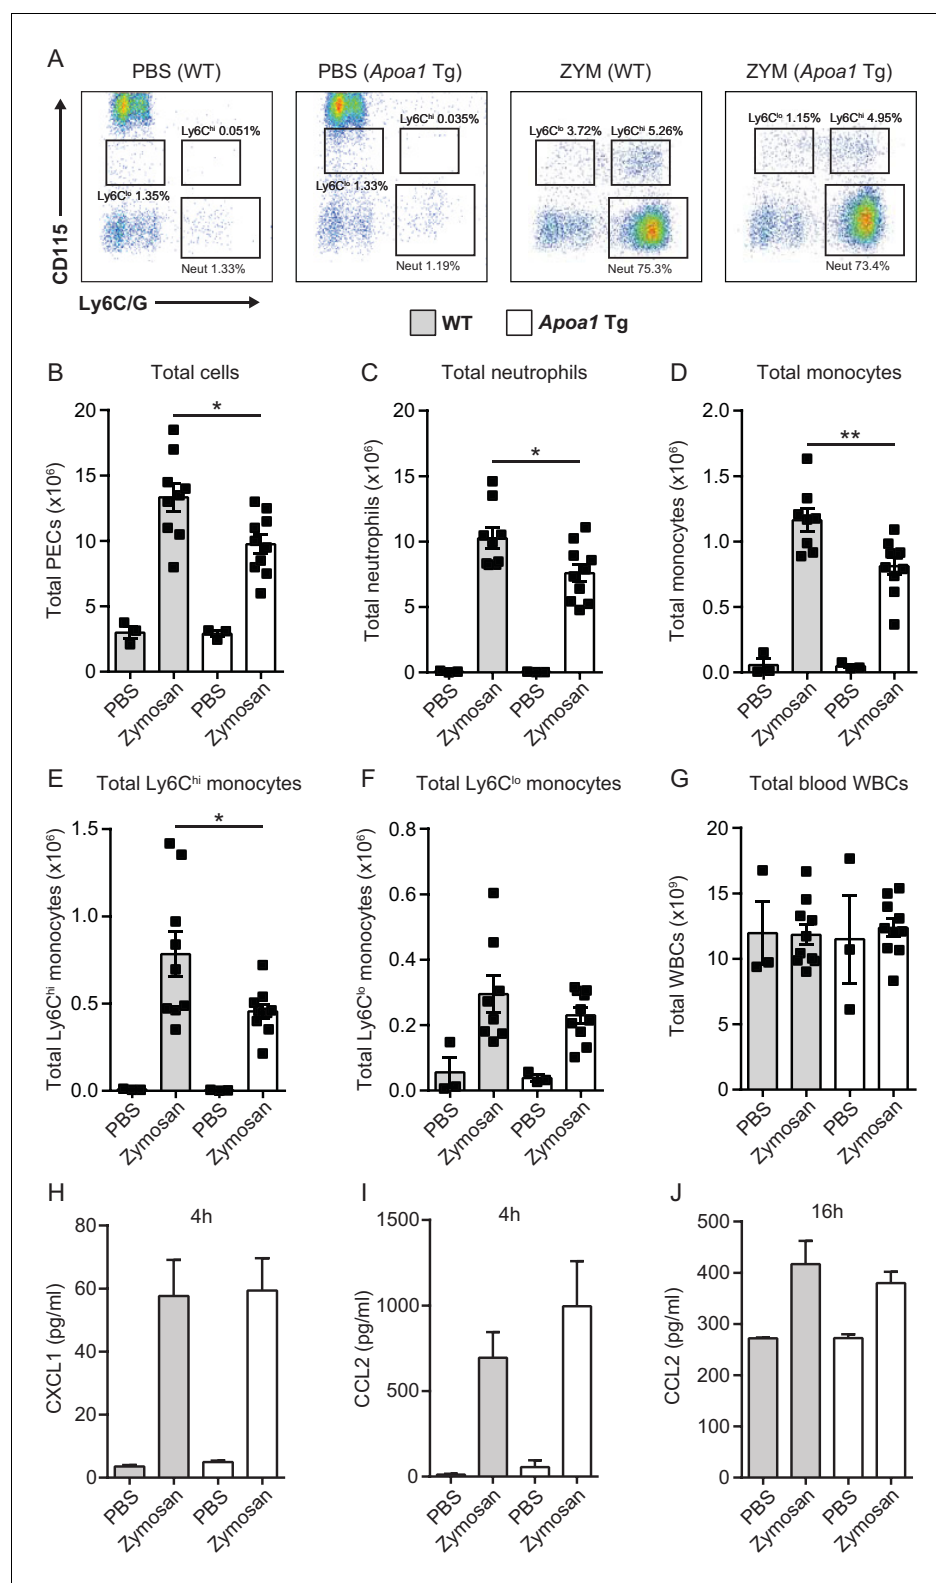 A
PBS (WT)
PBS (Apoa1 Tg)
ZYM (WT)
ZYM (Apoa1 Tg)
CD115
Ly6Cʰⁱ 0.051%
Ly6Cˡᵒ 1.35%
Neut 1.33%
Ly6Cʰⁱ 0.035%
Ly6Cˡᵒ 1.33%
Neut 1.19%
Ly6Cˡᵒ 3.72% Ly6Cʰⁱ 5.26%
Neut 75.3%
Ly6Cˡᵒ 1.15% Ly6Cʰⁱ 4.95%
Neut 73.4%
Ly6C/G
WT Apoa1 Tg
B Total cells
Total PECs (x10⁶)
20
15
10
5
0
*
PBS Zymosan PBS Zymosan
C Total neutrophils
Total neutrophils (x10⁶)
20
15
10
5
0
*
PBS Zymosan PBS Zymosan
D Total monocytes
Total monocytes (x10⁶)
2.0
1.5
1.0
0.5
0.0
**
PBS Zymosan PBS Zymosan
E Total Ly6Cʰⁱ monocytes
Total Ly6Cʰⁱ monocytes (x10⁶)
1.5
1.0
0.5
0.0
*
PBS Zymosan PBS Zymosan
F Total Ly6Cˡᵒ monocytes
Total Ly6Cˡᵒ monocytes (x10⁶)
0.8
0.6
0.4
0.2
0.0
PBS Zymosan PBS Zymosan
G Total blood WBCs
Total WBCs (x10⁹)
20
15
10
5
0
PBS Zymosan PBS Zymosan
H 4h
CXCL1 (pg/ml)
80
60
40
20
0
PBS Zymosan PBS Zymosan
I 4h
CCL2 (pg/ml)
1500
1000
500
0
PBS Zymosan PBS Zymosan
J 16h
CCL2 (pg/ml)
500
400
300
200
100
0
PBS Zymosan PBS Zymosan